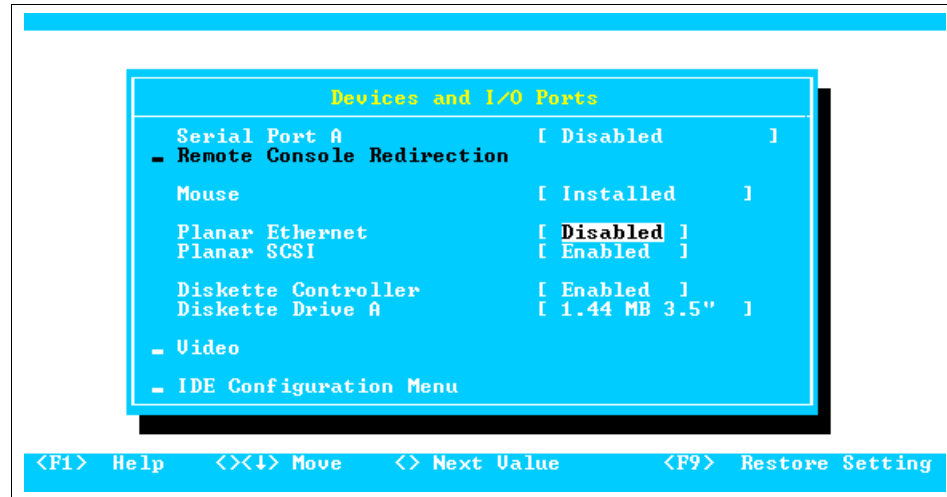 Devices and I/O Ports
Serial Port A [ Disabled ]
Remote Console Redirection
Mouse [ Installed ]
Planar Ethernet [ Disabled ]
Planar SCSI [ Enabled ]
Diskette Controller [ Enabled ]
Diskette Drive A [ 1.44 MB 3.5" ]
Video
IDE Configuration Menu
<F1> Help <><↓> Move <> Next Value <F9> Restore Setting